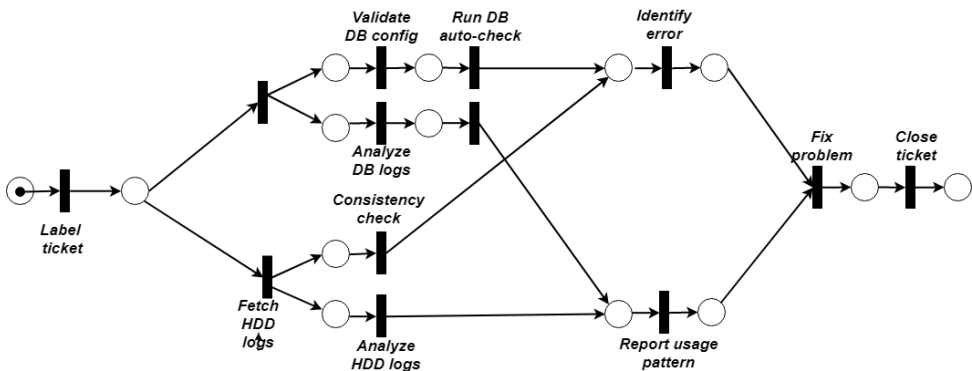 Validate
DB config
Run DB
auto-check
Identify
error
Analyze
DB logs
Fix
problem
Close
ticket
Label
ticket
Consistency
check
Fetch
HDD
logs
Analyze
HDD logs
Report usage
pattern